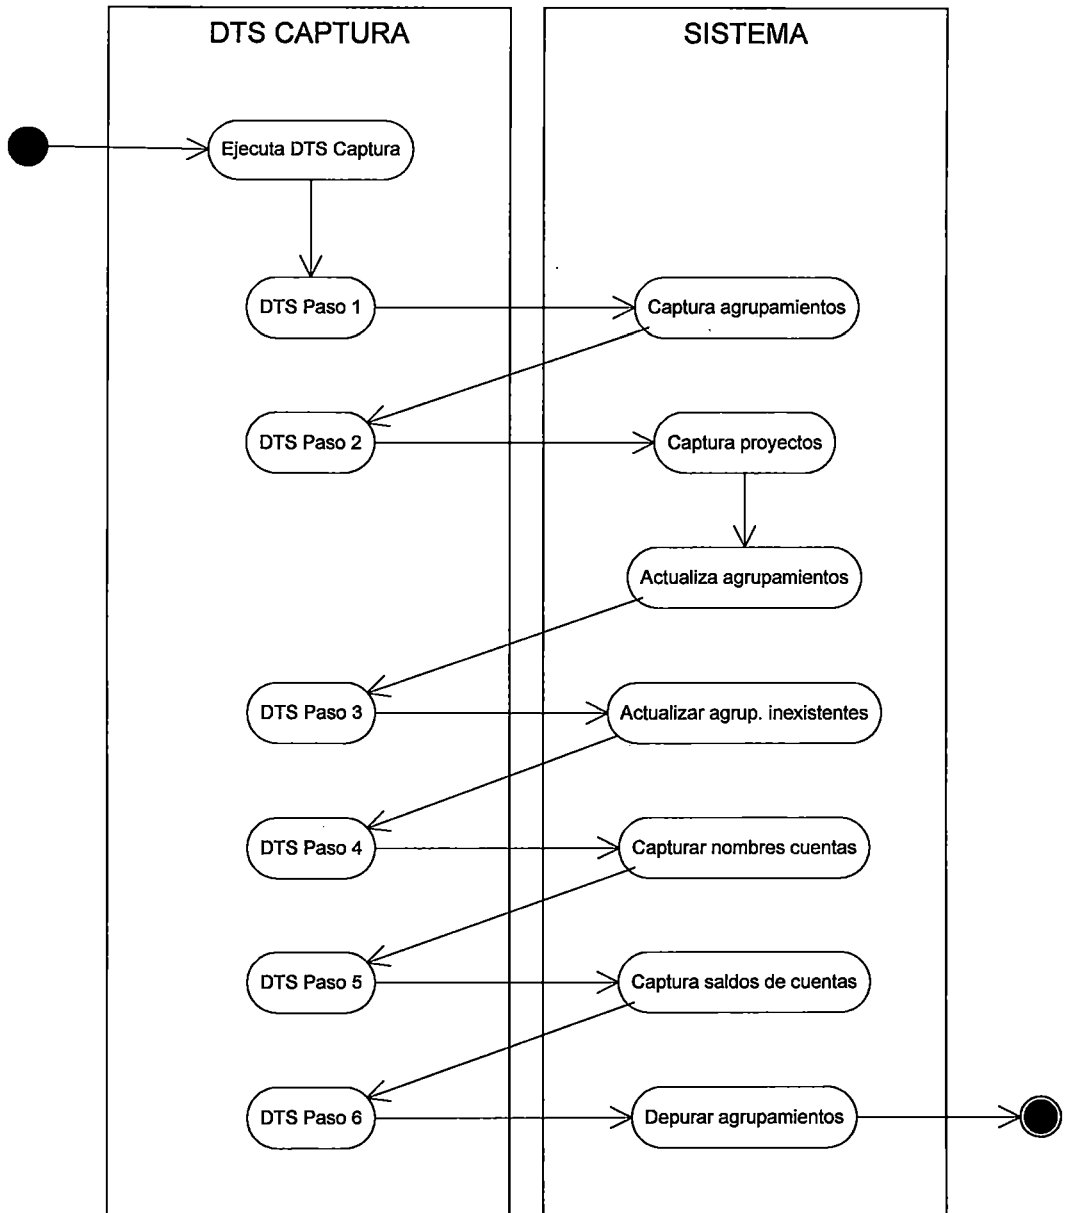 DTS CAPTURA
SISTEMA
Ejecuta DTS Captura
DTS Paso 1
Captura agrupamientos
DTS Paso 2
Captura proyectos
Actualiza agrupamientos
DTS Paso 3
Actualizar agrup. inexistentes
DTS Paso 4
Capturar nombres cuentas
DTS Paso 5
Captura saldos de cuentas
DTS Paso 6
Depurar agrupamientos